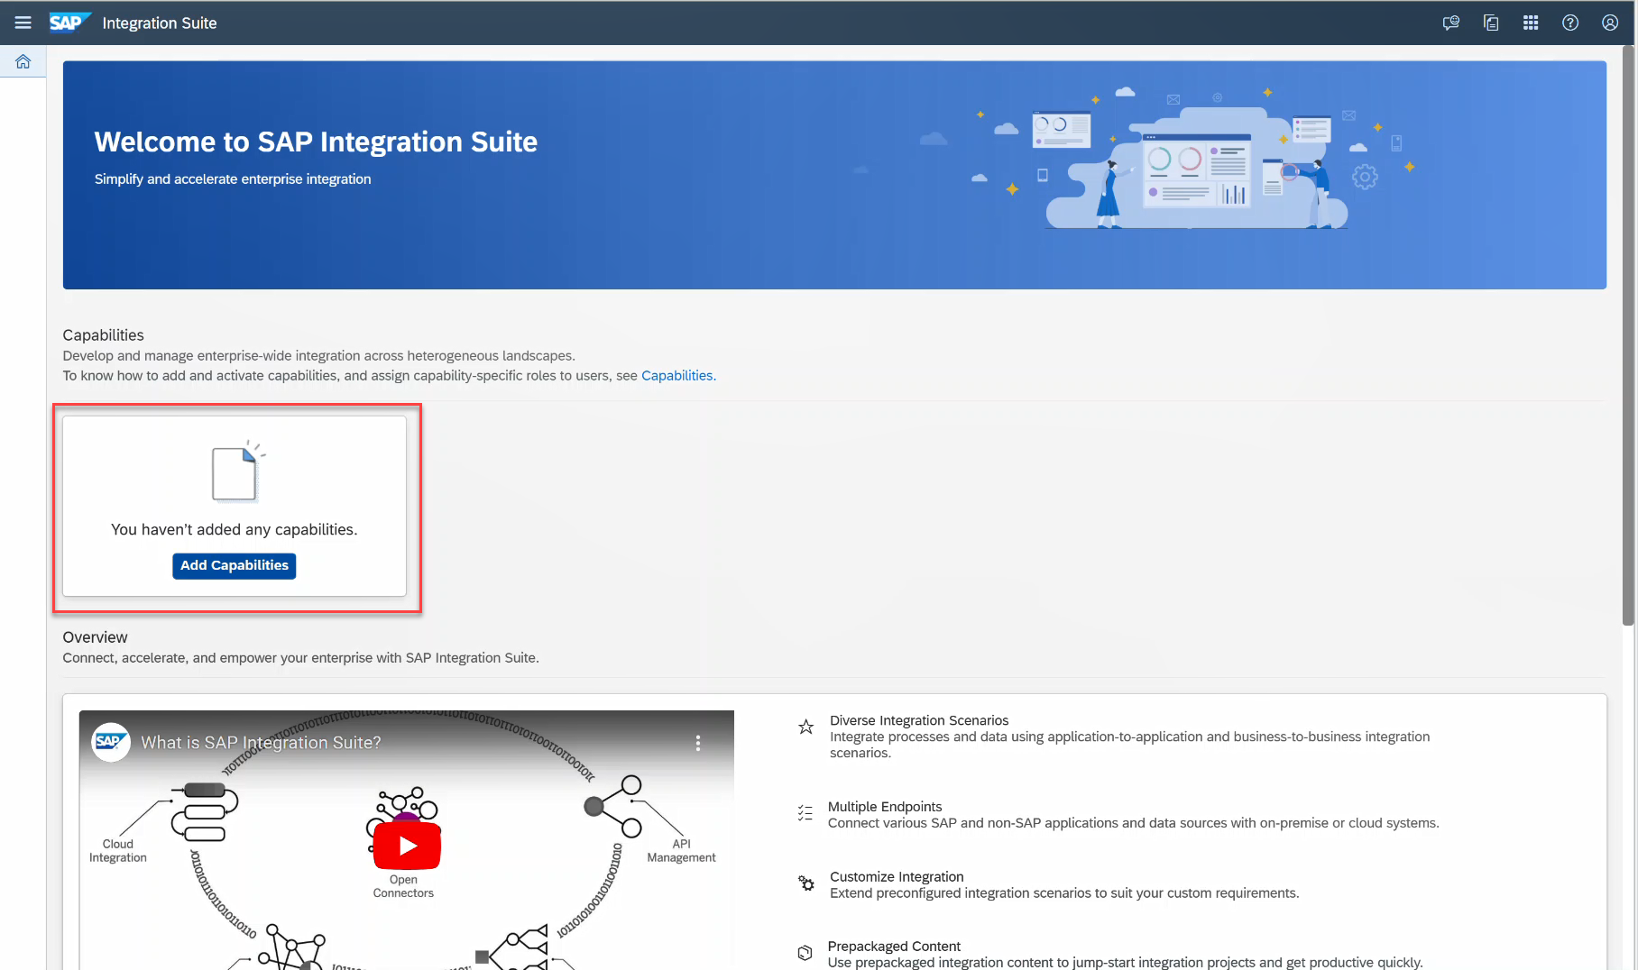 SAP Integration Suite
Welcome to SAP Integration Suite
Simplify and accelerate enterprise integration
Capabilities
Develop and manage enterprise-wide integration across heterogeneous landscapes.
To know how to add and activate capabilities, and assign capability-specific roles to users, see Capabilities.
You haven't added any capabilities.
Add Capabilities
Overview
Connect, accelerate, and empower your enterprise with SAP Integration Suite.
SAP What is SAP Integration Suite?
Cloud
Integration
Open
Connectors
API
Management
Diverse Integration Scenarios
Integrate processes and data using application-to-application and business-to-business integration
scenarios.
Multiple Endpoints
Connect various SAP and non-SAP applications and data sources with on-premise or cloud systems.
Customize Integration
Extend preconfigured integration scenarios to suit your custom requirements.
Prepackaged Content
Use prepackaged integration content to jump-start integration projects and get productive quickly.